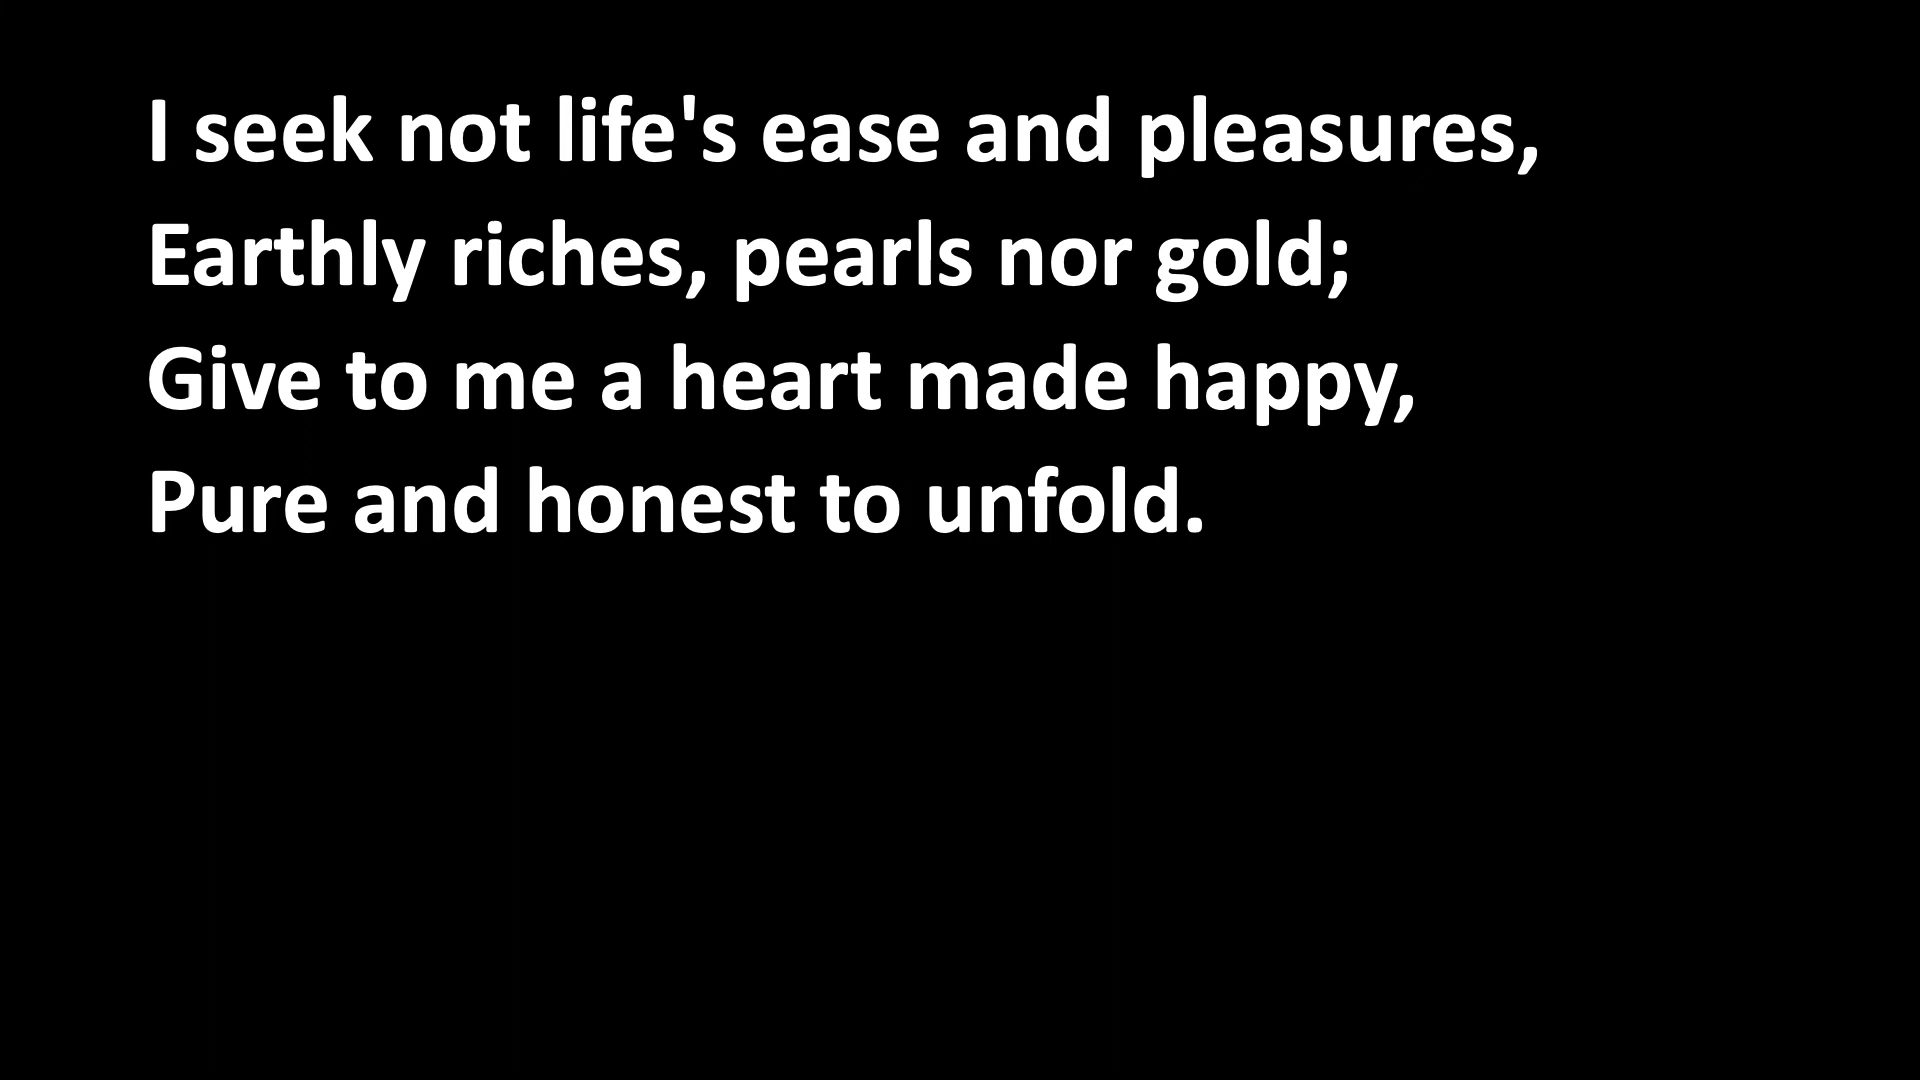 I seek not life's ease and pleasures,
Earthly riches, pearls nor gold;
Give to me a heart made happy,
Pure and honest to unfold.